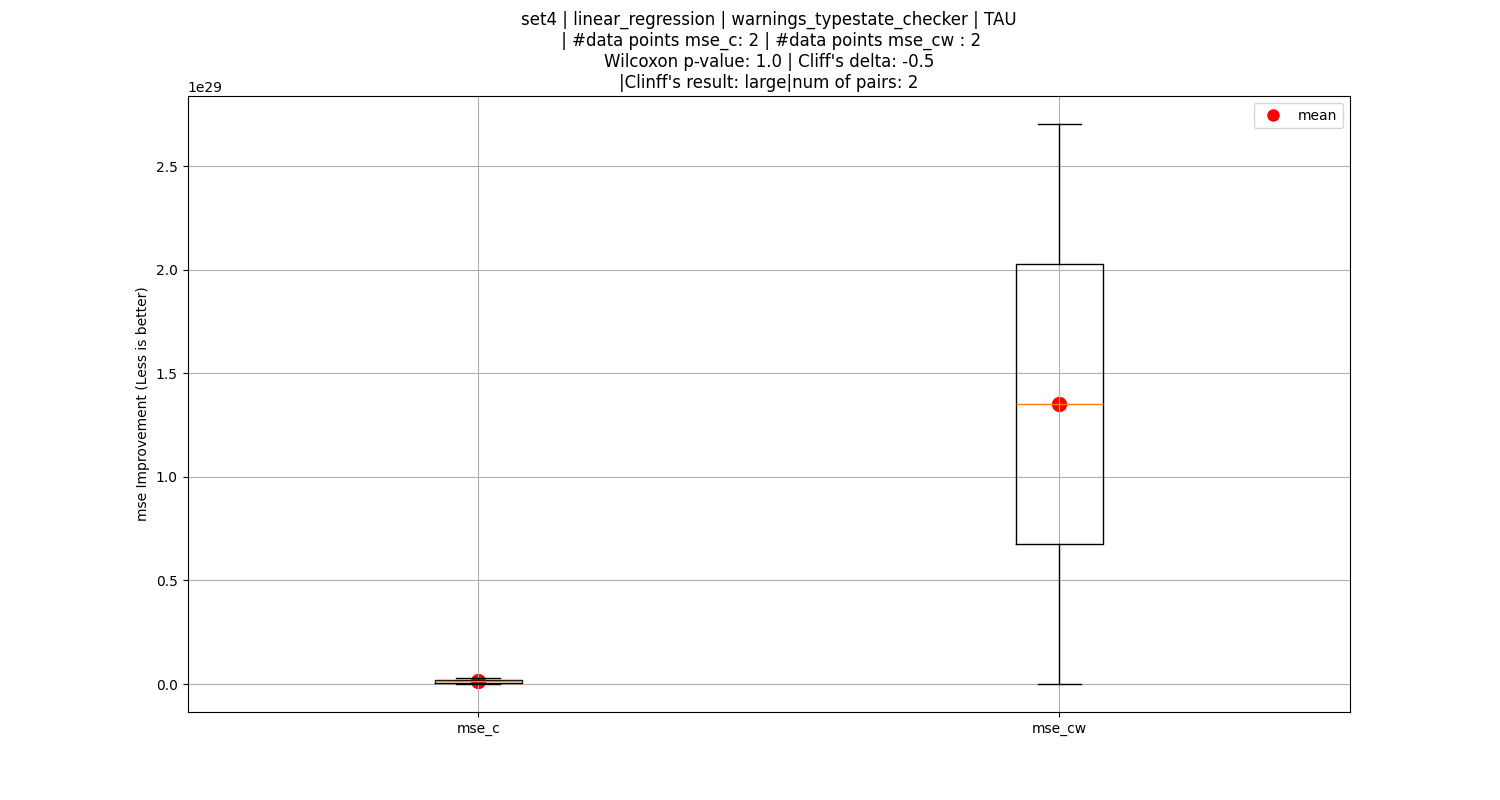 set4 | linear_regression | warnings_typestate_checker | TAU
| #data points mse_c: 2 | #data points mse_cw : 2
Wilcoxon p-value: 1.0 | Cliff's delta: -0.5
|Clinff's result: large|num of pairs: 2
1e29
mean
2.5
2.0
1.5
1.0
0.5
0.0
mse Improvement (Less is better)
mse_c
mse_cw